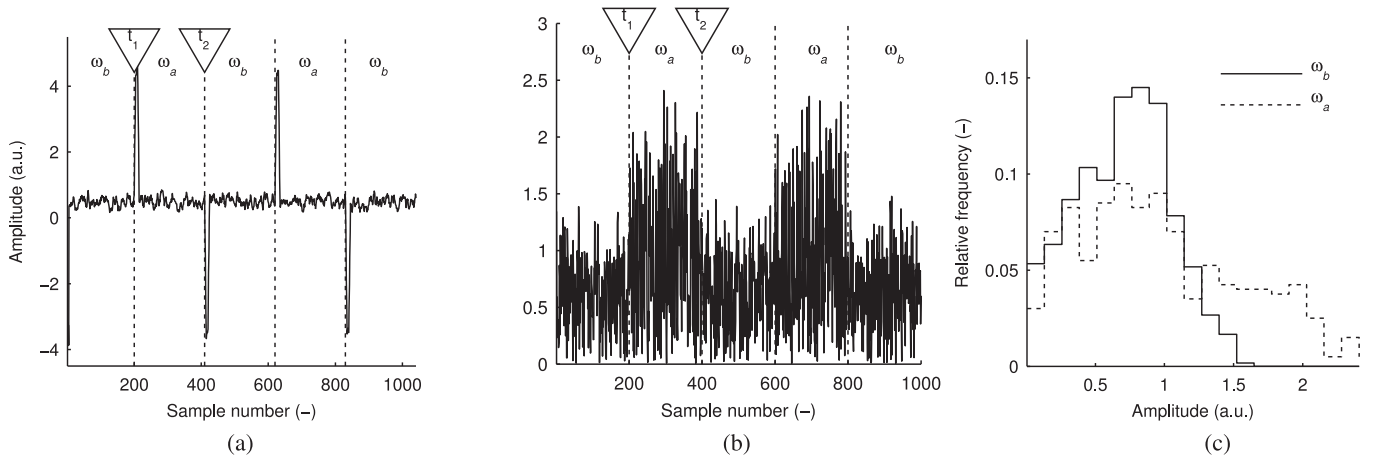 t1 t2
ωb ωa ωb ωa ωb
4
2
0
−2
−4
Amplitude (a.u.)
200 400 600 800 1000
Sample number (−)
(a)
t1 t2
ωb ωa ωb ωa ωb
3
2.5
2
1.5
1
0.5
0
200 400 600 800 1000
Sample number (−)
(b)
ωb
ωa
0.15
0.1
0.05
0
Relative frequency (−)
0.5 1 1.5 2
Amplitude (a.u.)
(c)